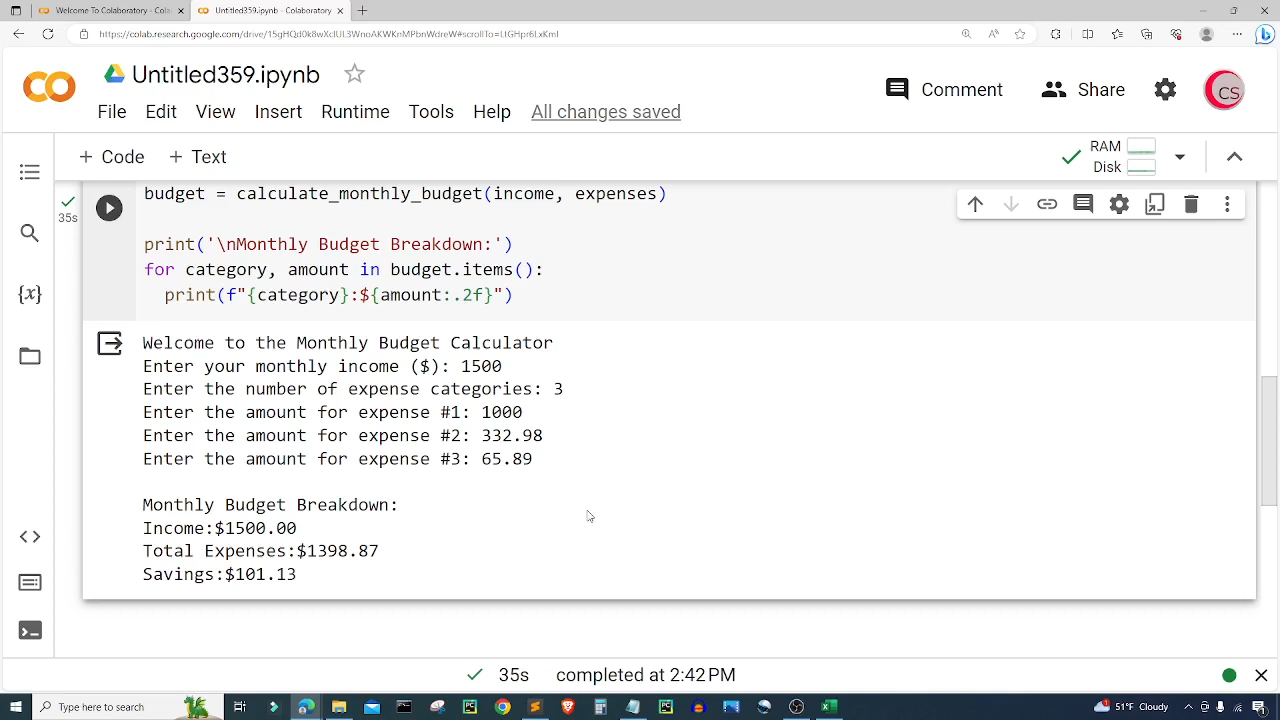 Welcome To Colaboratory - Colab
Untitled359.ipynb - Colaboratory
Untitled359.ipynb
Comment
Share
CS
File Edit View Insert Runtime Tools Help All changes saved
+ Code + Text
RAM
Disk
35s
budget = calculate_monthly_budget(income, expenses)
print('\nMonthly Budget Breakdown:')
for category, amount in budget.items():
print(f"{category}:${amount:.2f}")
{x}
Welcome to the Monthly Budget Calculator
Enter your monthly income ($): 1500
Enter the number of expense categories: 3
Enter the amount for expense #1: 1000
Enter the amount for expense #2: 332.98
Enter the amount for expense #3: 65.89
Monthly Budget Breakdown:
Income:$1500.00
Total Expenses:$1398.87
Savings:$101.13
35s completed at 2:42 PM
Type here to search
51°F Cloudy